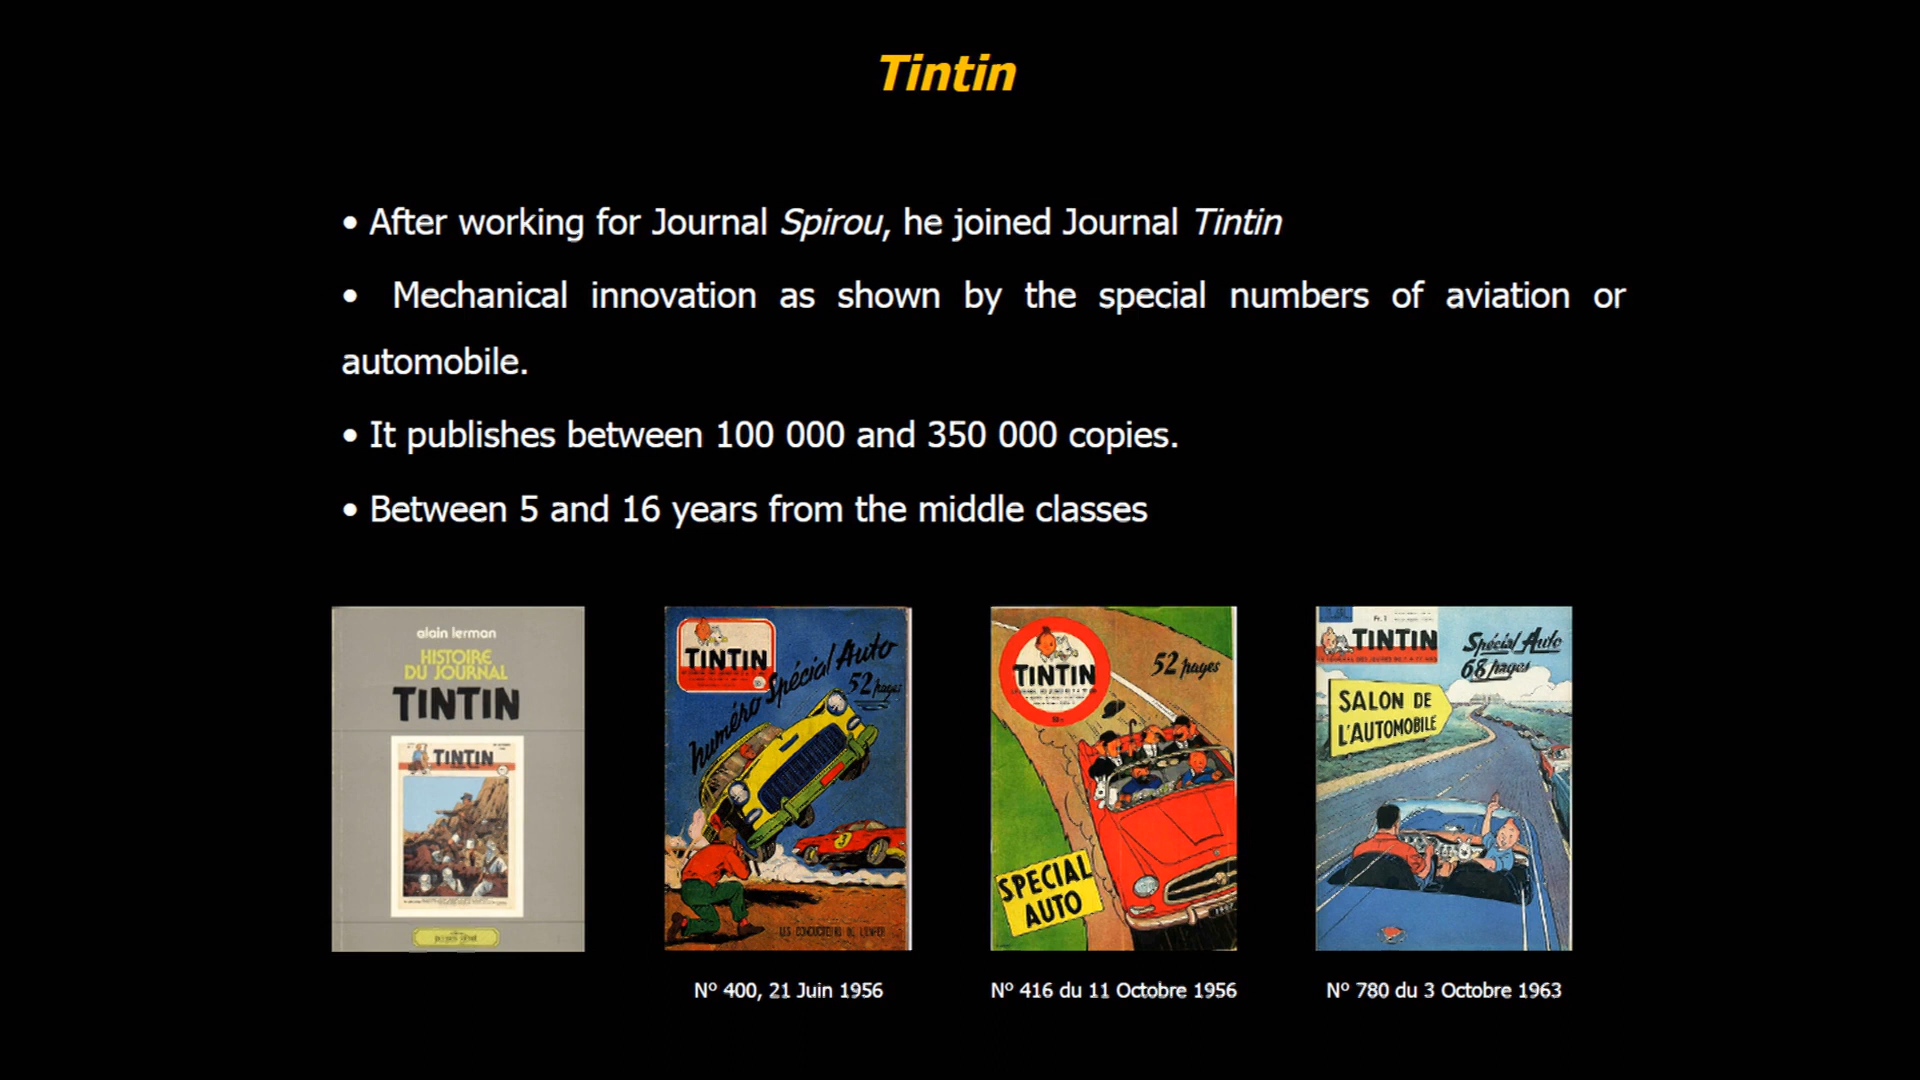 Tintin
• After working for Journal Spirou, he joined Journal Tintin
• Mechanical innovation as shown by the special numbers of aviation or
automobile.
• It publishes between 100 000 and 350 000 copies.
• Between 5 and 16 years from the middle classes
alain lerman
HISTOIRE
DU JOURNAL
TINTIN
TINTIN
TINTIN
numéro Spécial Auto
52 pages
LES CONDUCTEURS DE L'ENFER
TINTIN
52 pages
SPECIAL
AUTO
TINTIN
Spécial Auto
68 pages
SALON DE
L'AUTOMOBILE
N° 400, 21 Juin 1956
N° 416 du 11 Octobre 1956
N° 780 du 3 Octobre 1963